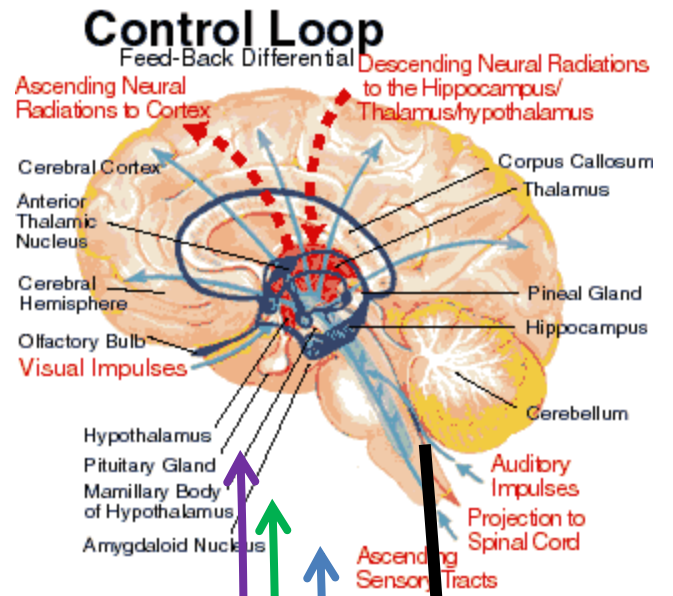 Control Loop
Feed-Back Differential
Ascending Neural
Radiations to Cortex
Descending Neural Radiations
to the Hippocampus/
Thalamus/hypothalamus
Cerebral Cortex
Anterior
Thalamic
Nucleus
Cerebral
Hemisphere
Olfactory Bulb
Visual Impulses
Corpus Callosum
Thalamus
Pineal Gland
Hippocampus
Cerebellum
Hypothalamus
Pituitary Gland
Mamillary Body
of Hypothalamus
Amygdaloid Nucleus
Auditory
Impulses
Projection to
Spinal Cord
Ascending
Sensory Tracts